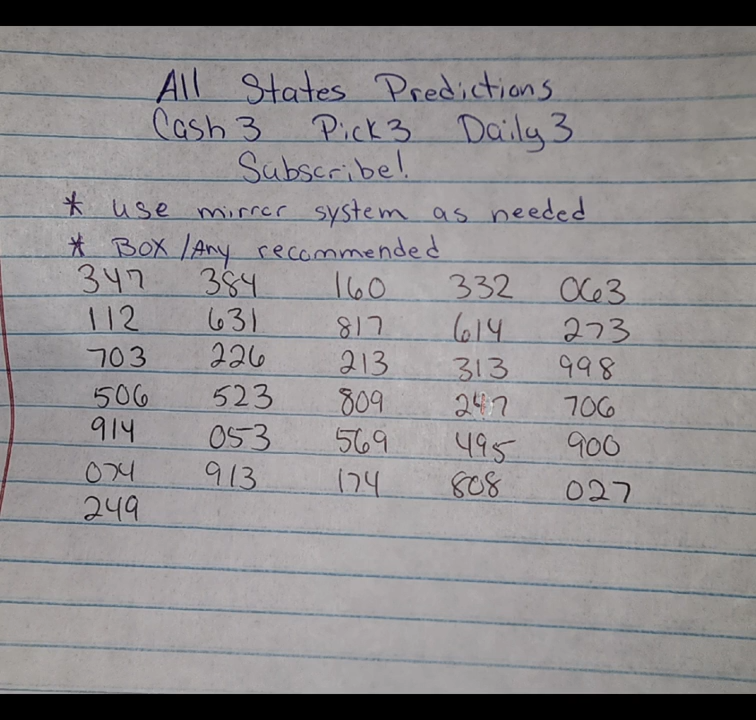 All States Predictions
Cash 3 Pick 3 Daily 3
Subscribe!
* use mirror system as needed
* BOX / Any recommended
347 384 160 332 063
112 631 817 614 273
703 226 213 313 998
506 523 809 247 706
914 053 569 495 900
074 913 174 808 027
249